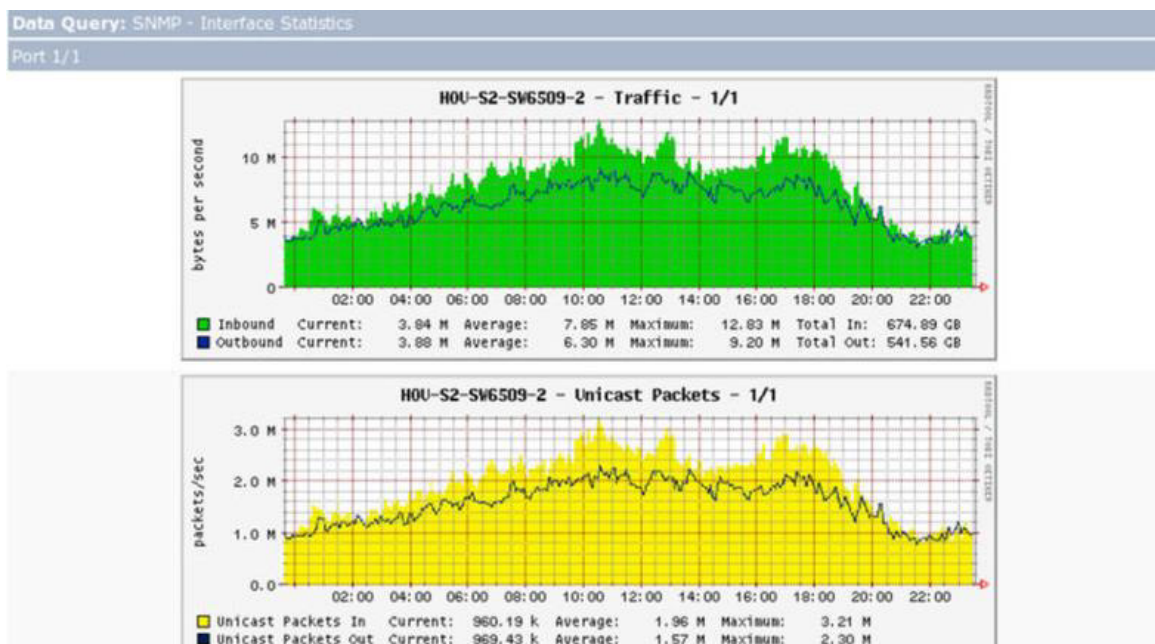 Data Query: SNMP - Interface Statistics
Port 1/1
HOU-S2-SW6509-2 - Traffic - 1/1
RRDTOOL / TOBI OETIKER
bytes per second
10 M
5 M
0
02:00 04:00 06:00 08:00 10:00 12:00 14:00 16:00 18:00 20:00 22:00
Inbound Current: 3.84 M Average: 7.85 M Maximum: 12.83 M Total In: 674.89 GB
Outbound Current: 3.88 M Average: 6.30 M Maximum: 9.20 M Total Out: 541.56 GB
HOU-S2-SW6509-2 - Unicast Packets - 1/1
RRDTOOL / TOBI OETIKER
packets/sec
3.0 M
2.0 M
1.0 M
0.0
02:00 04:00 06:00 08:00 10:00 12:00 14:00 16:00 18:00 20:00 22:00
Unicast Packets In Current: 960.19 k Average: 1.96 M Maximum: 3.21 M
Unicast Packets Out Current: 969.43 k Average: 1.57 M Maximum: 2.30 M